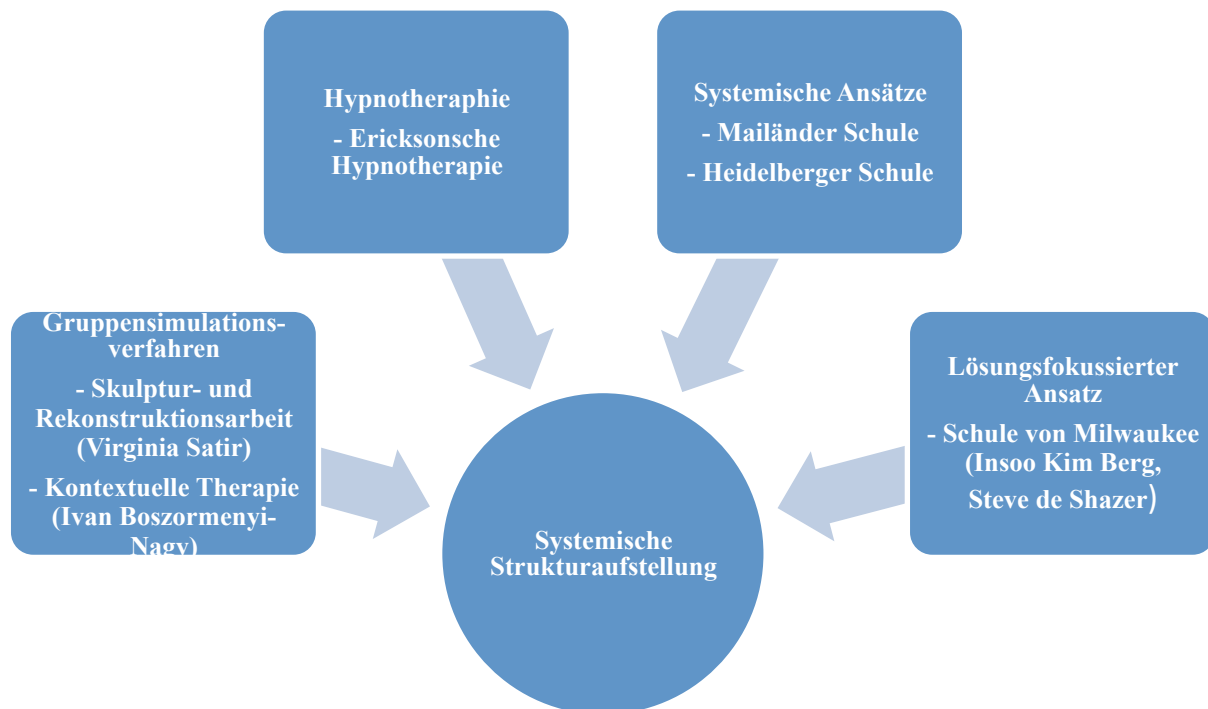 Hypnotheraphie
- Ericksonsche
Hypnotherapie
Systemische Ansätze
- Mailänder Schule
- Heidelberger Schule
Gruppensimulations-
verfahren
- Skulptur- und
Rekonstruktionsarbeit
(Virginia Satir)
- Kontextuelle Therapie
(Ivan Boszormenyi-
Nagy)
Lösungsfokussierter
Ansatz
- Schule von Milwaukee
(Insoo Kim Berg,
Steve de Shazer)
Systemische
Strukturaufstellung